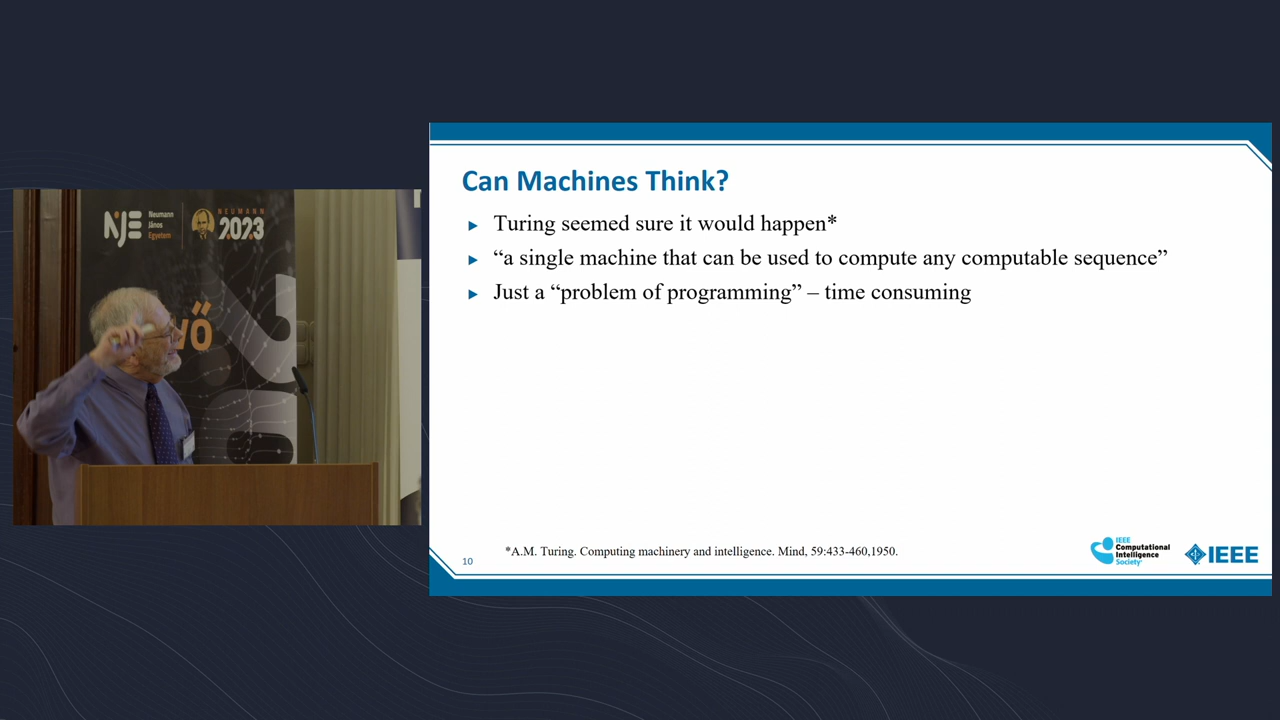 Neumann
János
Egyetem
NJE
NEUMANN
2023
Can Machines Think?
Turing seemed sure it would happen*
“a single machine that can be used to compute any computable sequence”
Just a “problem of programming” – time consuming
*A.M. Turing. Computing machinery and intelligence. Mind, 59:433-460,1950.
10
IEEE
Computational
Intelligence
Society
IEEE